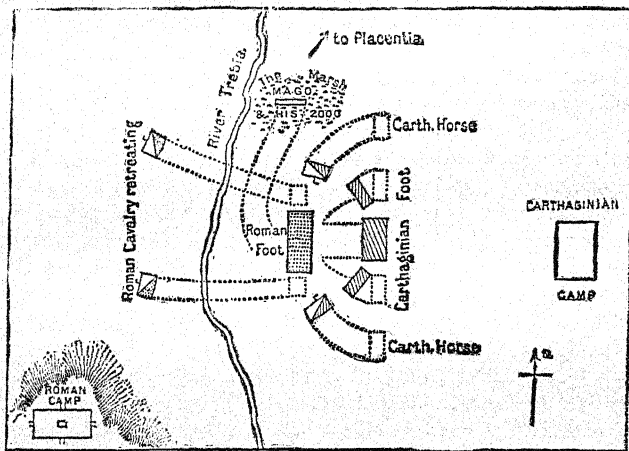 to Placentia
River Trebia.
The Marsh
MAGO
& HIS 2000
Carth. Horse
Roman Cavalry retreating
Foot
Carthaginian
Roman
Foot
CARTHAGINIAN
CAMP
Carth. Horse
ROMAN
CAMP